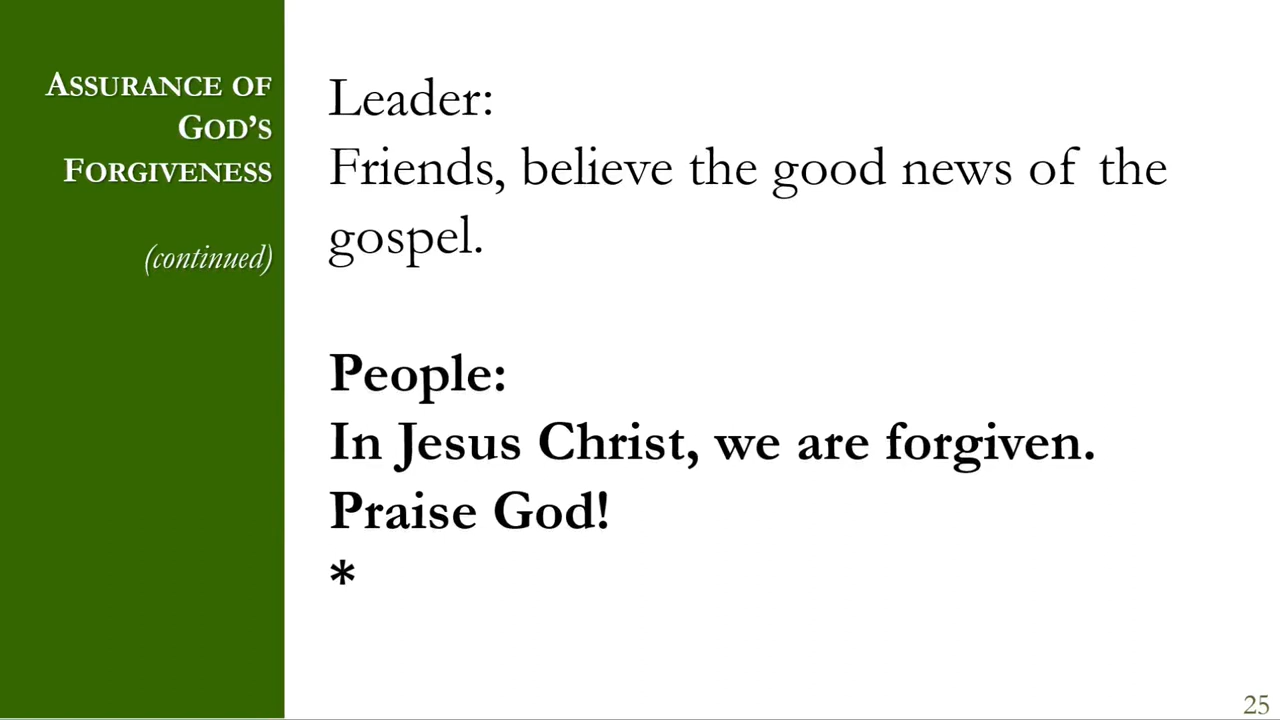 ASSURANCE OF
GOD'S
FORGIVENESS
(continued)
Leader:
Friends, believe the good news of the
gospel.
People:
In Jesus Christ, we are forgiven.
Praise God!
*
25